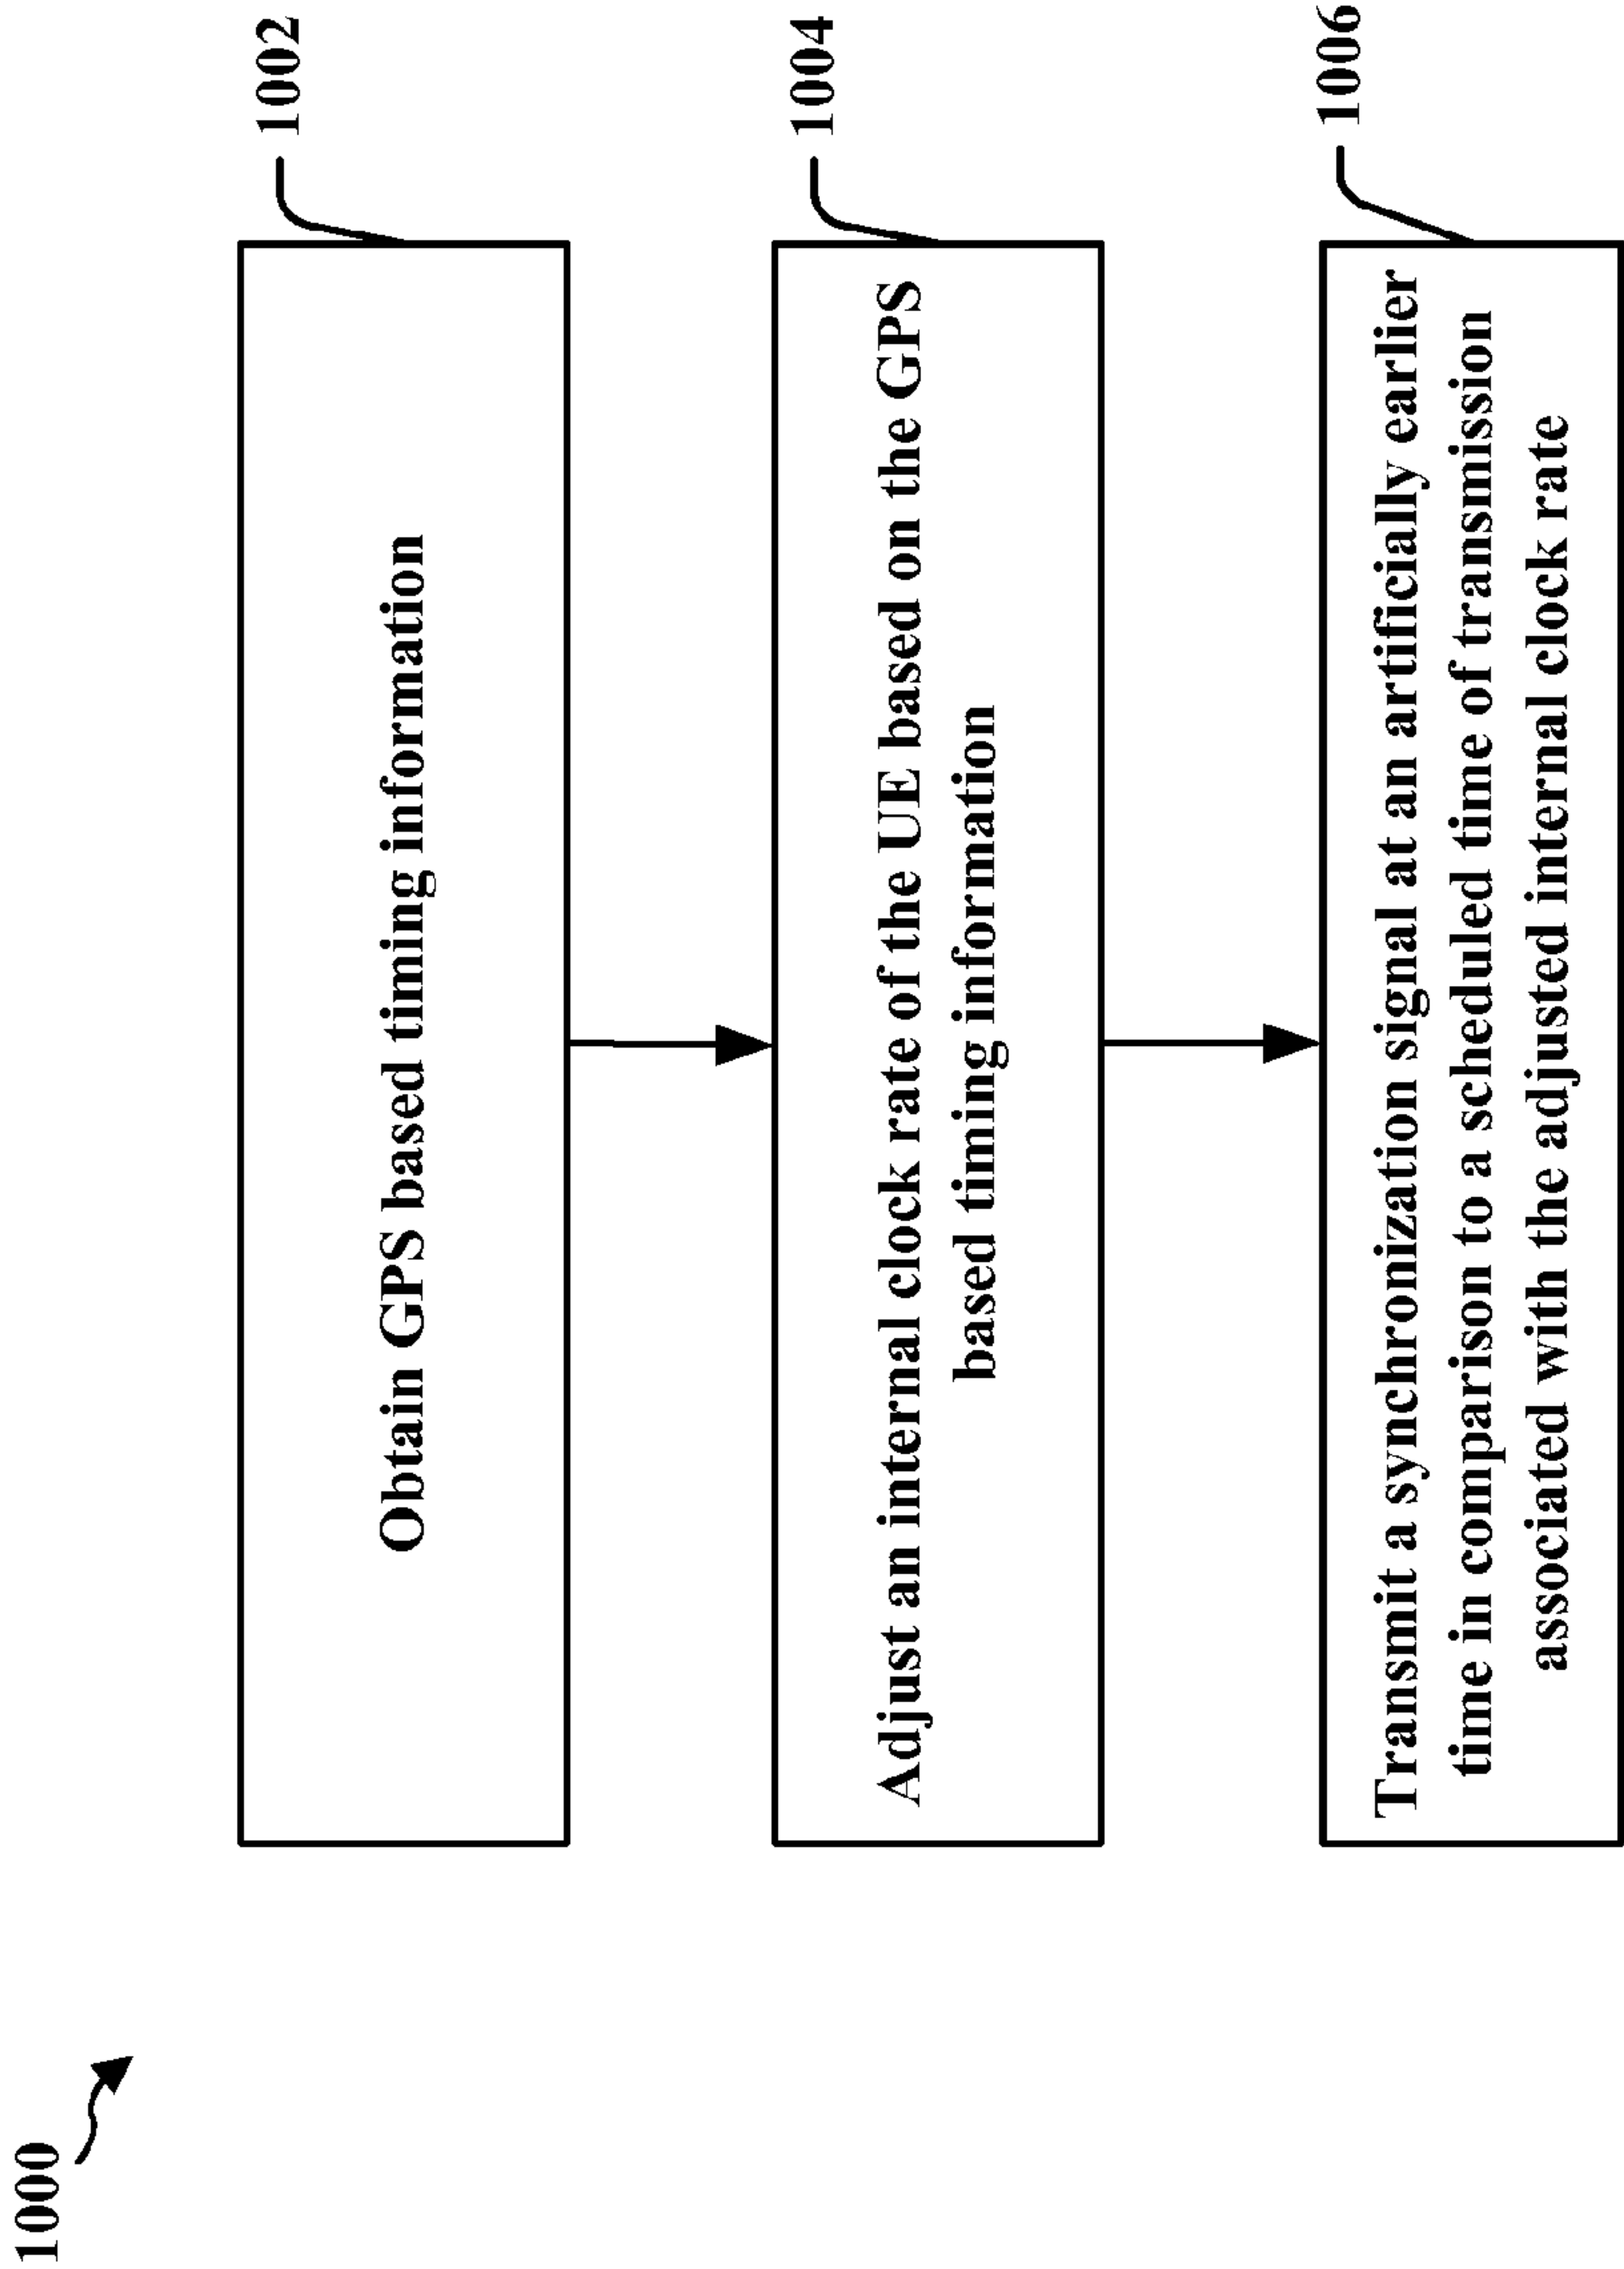 1000
1002
Obtain GPS based timing information
1004
Adjust an internal clock rate of the UE based on the GPS
based timing information
1006
Transmit a synchronization signal at an artificially earlier
time in comparison to a scheduled time of transmission
associated with the adjusted internal clock rate